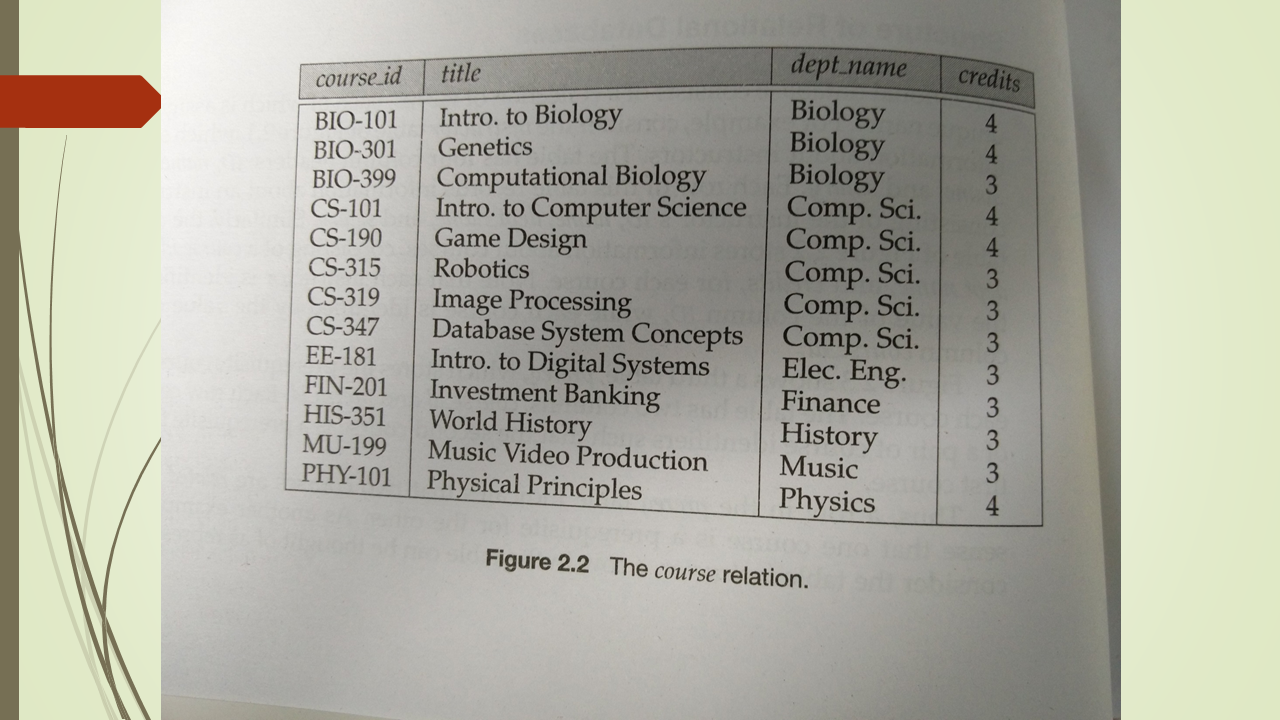 course_id title dept_name credits
BIO-101 Intro. to Biology Biology 4
BIO-301 Genetics Biology 4
BIO-399 Computational Biology Biology 3
CS-101 Intro. to Computer Science Comp. Sci. 4
CS-190 Game Design Comp. Sci. 4
CS-315 Robotics Comp. Sci. 3
CS-319 Image Processing Comp. Sci. 3
CS-347 Database System Concepts Comp. Sci. 3
EE-181 Intro. to Digital Systems Elec. Eng. 3
FIN-201 Investment Banking Finance 3
HIS-351 World History History 3
MU-199 Music Video Production Music 3
PHY-101 Physical Principles Physics 4
Figure 2.2 The course relation.